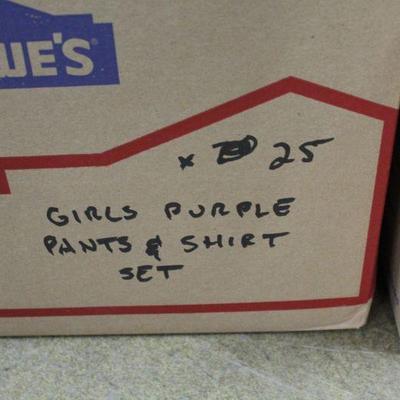 WE'S
x 25
GIRLS PURPLE
PANTS & SHIRT
SET